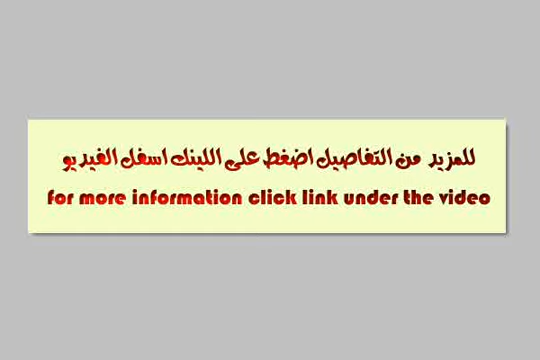 للمزيد من التفاصيل اضغط على اللينك اسفل الفيديو
for more information click link under the video